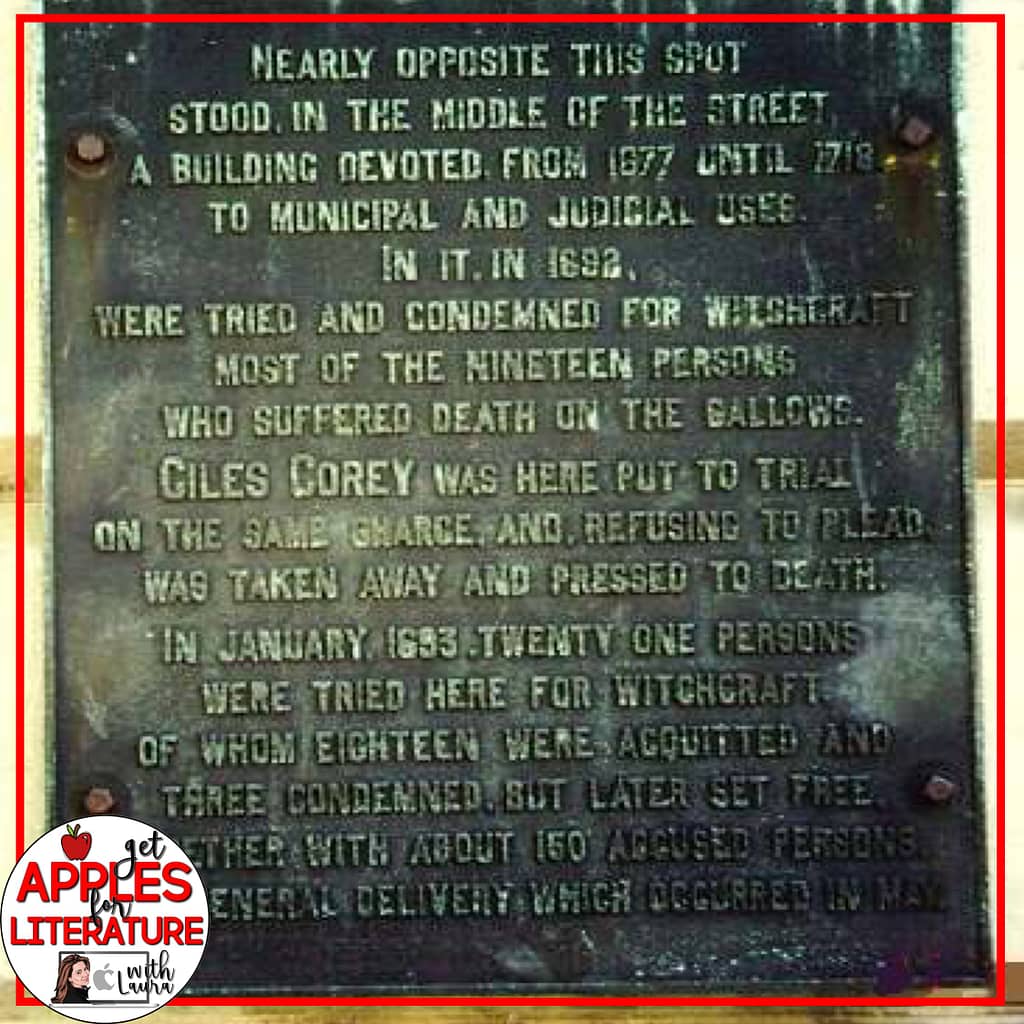 NEARLY OPPOSITE THIS SPOT
STOOD, IN THE MIDDLE OF THE STREET,
A BUILDING DEVOTED, FROM 1677 UNTIL 1718
TO MUNICIPAL AND JUDICIAL USES.
IN IT, IN 1692,
WERE TRIED AND CONDEMNED FOR WITCHCRAFT
MOST OF THE NINETEEN PERSONS
WHO SUFFERED DEATH ON THE GALLOWS.
GILES COREY WAS HERE PUT TO TRIAL
ON THE SAME CHARGE, AND, REFUSING TO PLEAD,
WAS TAKEN AWAY AND PRESSED TO DEATH.
IN JANUARY, 1693, TWENTY ONE PERSONS
WERE TRIED HERE FOR WITCHCRAFT
OF WHOM EIGHTEEN WERE ACQUITTED AND
THREE CONDEMNED, BUT LATER SET FREE,
ETHER WITH ABOUT 150 ACCUSED PERSONS,
ENERAL DELIVERY WHICH OCCURRED IN MAY
get
APPLES
for
LITERATURE
with
Laura